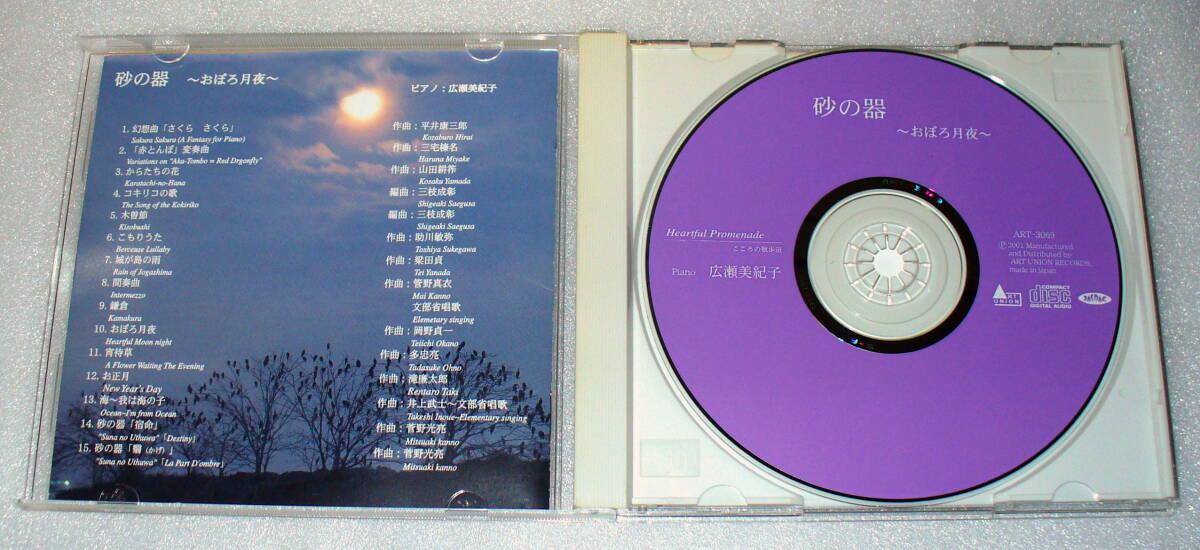 砂の器 ～おぼろ月夜～
ピアノ：広瀬美紀子
1. 幻想曲「さくら さくら」 作曲：平井康三郎
Sakura Sakura (A Fantasy for Piano) Kozaburo Hirai
2. 「赤とんぼ」変奏曲 作曲：三宅榛名
Variations on "Aka-Tombo = Red Drgonfly" Haruna Miyake
3. からたちの花 作曲：山田耕筰
Karatachi-no-Hana Kosaku Yamada
4. コキリコの歌 編曲：三枝成彰
The Song of the Kokiriko Shigeaki Saegusa
5. 木曽節 編曲：三枝成彰
Kisobushi Shigeaki Saegusa
6. こもりうた 作曲：助川敏弥
Berceuse Lullaby Toshiya Sukegawa
7. 城が島の雨 作曲：梁田貞
Rain of Jogashima Tei Yanada
8. 間奏曲 作曲：菅野真衣
Intermezzo Mai Kanno
9. 鎌倉 文部省唱歌
Kamakura Elemetary singing
10. おぼろ月夜 作曲：岡野貞一
Heartful Moon night Teiichi Okano
11. 宵待草 作曲：多忠亮
A Flower Waiting The Evening Tadasuke Ohno
12. お正月 作曲：滝廉太郎
New Year's Day Rentaro Taki
13. 海～我は海の子 作曲：井上武士～文部省唱歌
Ocean~I'm from Ocean Takeshi Inoue~Elementary singing
14. 砂の器「宿命」 作曲：菅野光亮
"Suna no Uthuwa"「Destiny」 Mitsuaki kanno
15. 砂の器「翳（かげ）」 作曲：菅野光亮
"Suna no Uthuwa"「La Part D'ombre」 Mitsuaki kanno
砂の器
～おぼろ月夜～
Heartful Promenade
こころの散歩道
Piano 広瀬美紀子
ART-3069
Ⓟ2001 Manufactured
and Distributed by
ART UNION RECORDS,
made in japan
ART UNION
COMPACT disc DIGITAL AUDIO